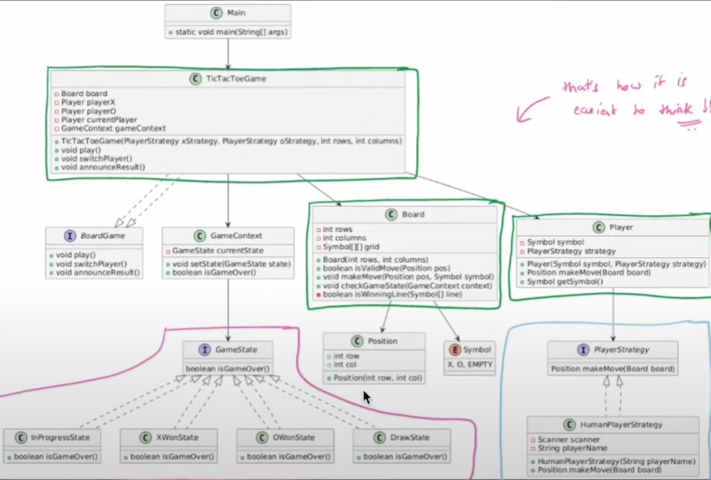 C Main
static void main(String[] args)
C TicTacToeGame
Board board
Player playerX
Player playerO
Player currentPlayer
GameContext gameContext
TicTacToeGame(PlayerStrategy xStrategy, PlayerStrategy oStrategy, int rows, int columns)
void play()
void switchPlayer()
void announceResult()
that's how it is
easiest to think !!
I BoardGame
void play()
void switchPlayer()
void announceResult()
C GameContext
GameState currentState
void setState(GameState state)
boolean isGameOver()
C Board
int rows
int columns
Symbol[][] grid
Board(int rows, int columns)
boolean isValidMove(Position pos)
void makeMove(Position pos, Symbol symbol)
void checkGameState(GameContext context)
boolean isWinningLine(Symbol[] line)
C Player
Symbol symbol
PlayerStrategy strategy
Player(Symbol symbol, PlayerStrategy strategy)
Position makeMove(Board board)
Symbol getSymbol()
I GameState
boolean isGameOver()
C Position
int row
int col
Position(int row, int col)
E Symbol
X, O, EMPTY
I PlayerStrategy
Position makeMove(Board board)
C InProgressState
boolean isGameOver()
C XWonState
boolean isGameOver()
C OWonState
boolean isGameOver()
C DrawState
boolean isGameOver()
C HumanPlayerStrategy
Scanner scanner
String playerName
HumanPlayerStrategy(String playerName)
Position makeMove(Board board)